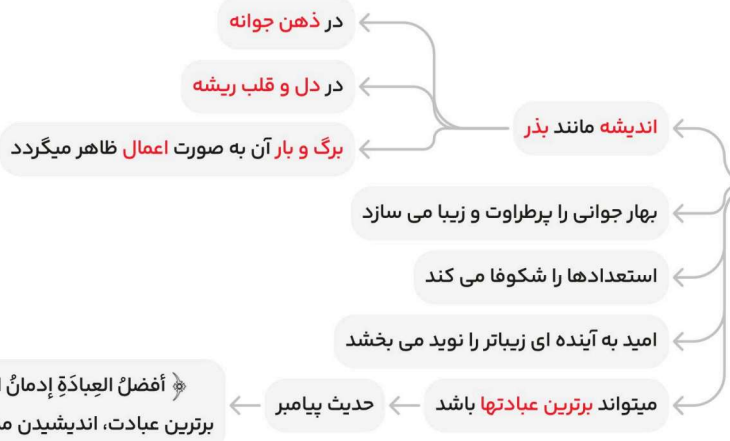 اندیشه مانند بذر
در ذهن جوانه
در دل و قلب ریشه
برگ و بار آن به صورت اعمال ظاهر میگردد
بهار جوانی را پرطراوت و زیبا می سازد
استعدادها را شکوفا می کند
امید به آینده ای زیباتر را نوید می بخشد
میتواند برترین عبادتها باشد
حدیث پیامبر
﴿ أفضلُ العِبادَةِ إدمانُ
برترین عبادت، اندیشیدن